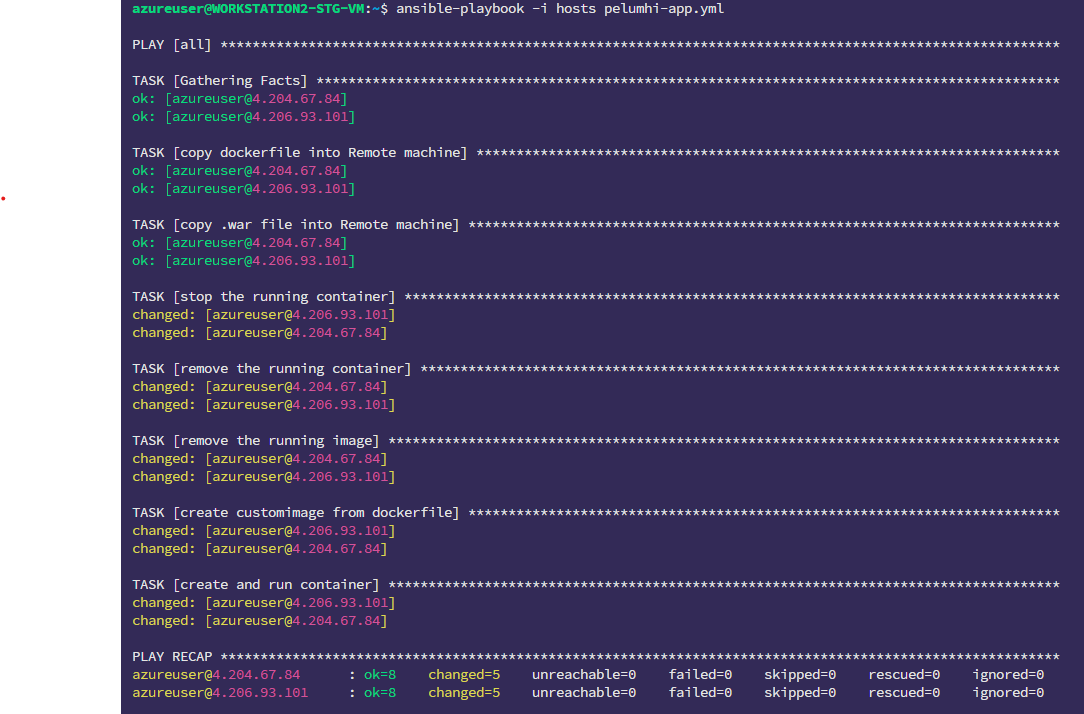 azureuser@WORKSTATION2-STG-VM:~$ ansible-playbook -i hosts pelumhi-app.yml
PLAY [all] *********************************************************************************************************
TASK [Gathering Facts] *********************************************************************************************
ok: [azureuser@4.204.67.84]
ok: [azureuser@4.206.93.101]
TASK [copy dockerfile into Remote machine] *************************************************************************
ok: [azureuser@4.204.67.84]
ok: [azureuser@4.206.93.101]
TASK [copy .war file into Remote machine] **************************************************************************
ok: [azureuser@4.204.67.84]
ok: [azureuser@4.206.93.101]
TASK [stop the running container] **********************************************************************************
changed: [azureuser@4.206.93.101]
changed: [azureuser@4.204.67.84]
TASK [remove the running container] ********************************************************************************
changed: [azureuser@4.204.67.84]
changed: [azureuser@4.206.93.101]
TASK [remove the running image] ************************************************************************************
changed: [azureuser@4.204.67.84]
changed: [azureuser@4.206.93.101]
TASK [create customimage from dockerfile] **************************************************************************
changed: [azureuser@4.206.93.101]
changed: [azureuser@4.204.67.84]
TASK [create and run container] ************************************************************************************
changed: [azureuser@4.206.93.101]
changed: [azureuser@4.204.67.84]
PLAY RECAP *********************************************************************************************************
azureuser@4.204.67.84      : ok=8    changed=5    unreachable=0    failed=0    skipped=0    rescued=0    ignored=0
azureuser@4.206.93.101     : ok=8    changed=5    unreachable=0    failed=0    skipped=0    rescued=0    ignored=0